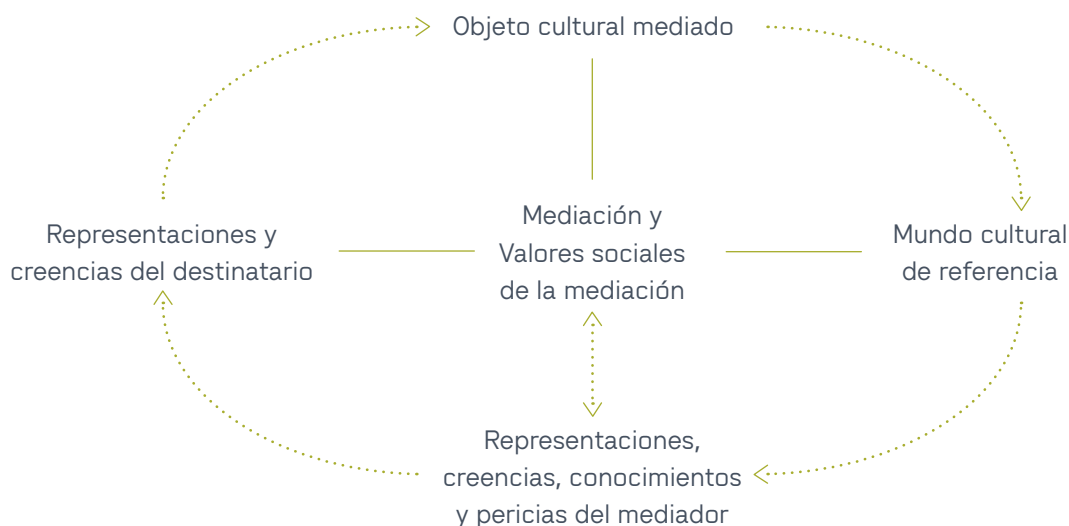 Objeto cultural mediado
Representaciones y
creencias del destinatario
Mediación y
Valores sociales
de la mediación
Mundo cultural
de referencia
Representaciones,
creencias, conocimientos
y pericias del mediador